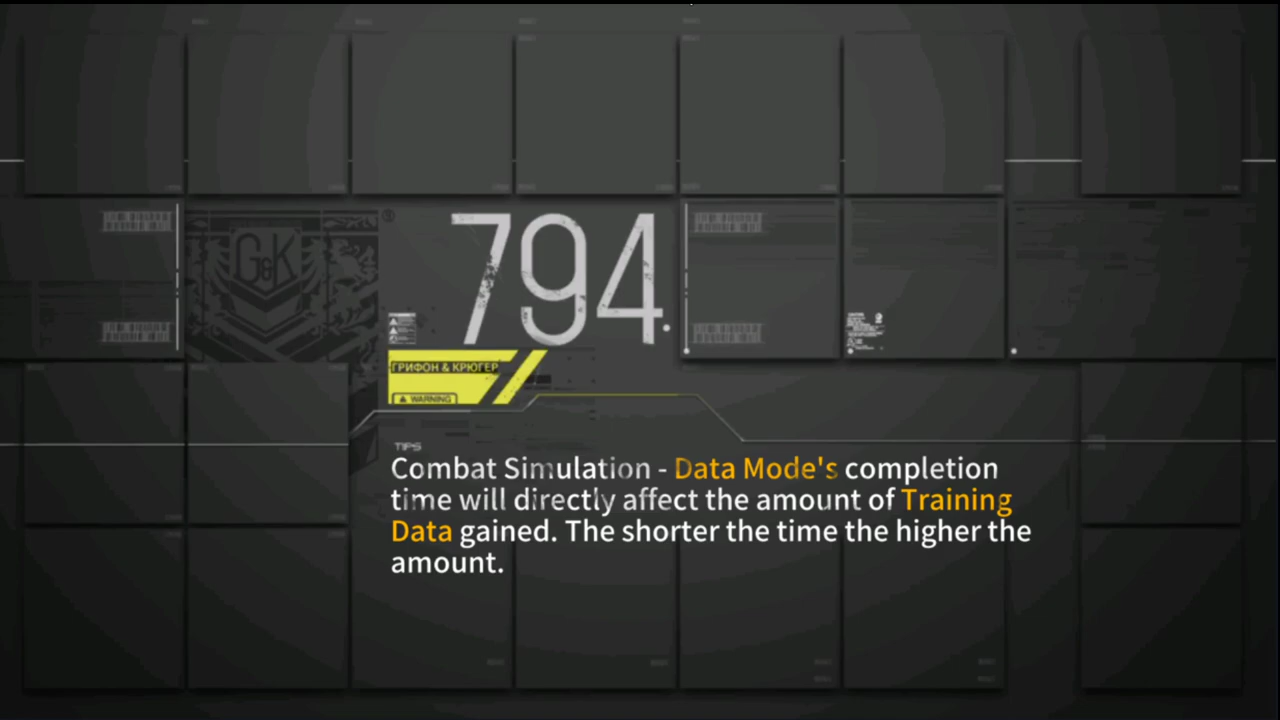 G&K
794.
ГРИФОН & КРЮГЕР
WARNING
TIPS
Combat Simulation - Data Mode's completion
time will directly affect the amount of Training
Data gained. The shorter the time the higher the
amount.